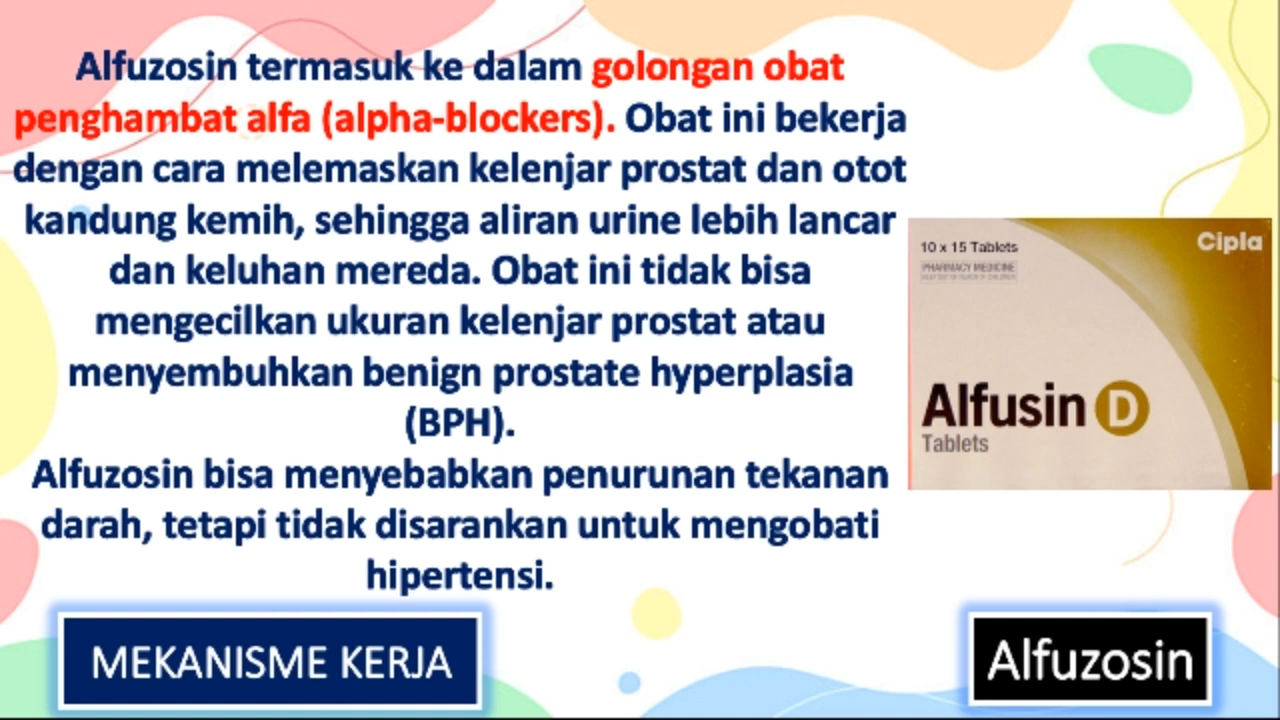 Alfuzosin termasuk ke dalam golongan obat
penghambat alfa (alpha-blockers). Obat ini bekerja
dengan cara melemaskan kelenjar prostat dan otot
kandung kemih, sehingga aliran urine lebih lancar
dan keluhan mereda. Obat ini tidak bisa
mengecilkan ukuran kelenjar prostat atau
menyembuhkan benign prostate hyperplasia
(BPH).
Alfuzosin bisa menyebabkan penurunan tekanan
darah, tetapi tidak disarankan untuk mengobati
hipertensi.
Cipla
10 x 15 Tablets
PHARMACY MEDICINE
Alfusin D
Tablets
MEKANISME KERJA
Alfuzosin